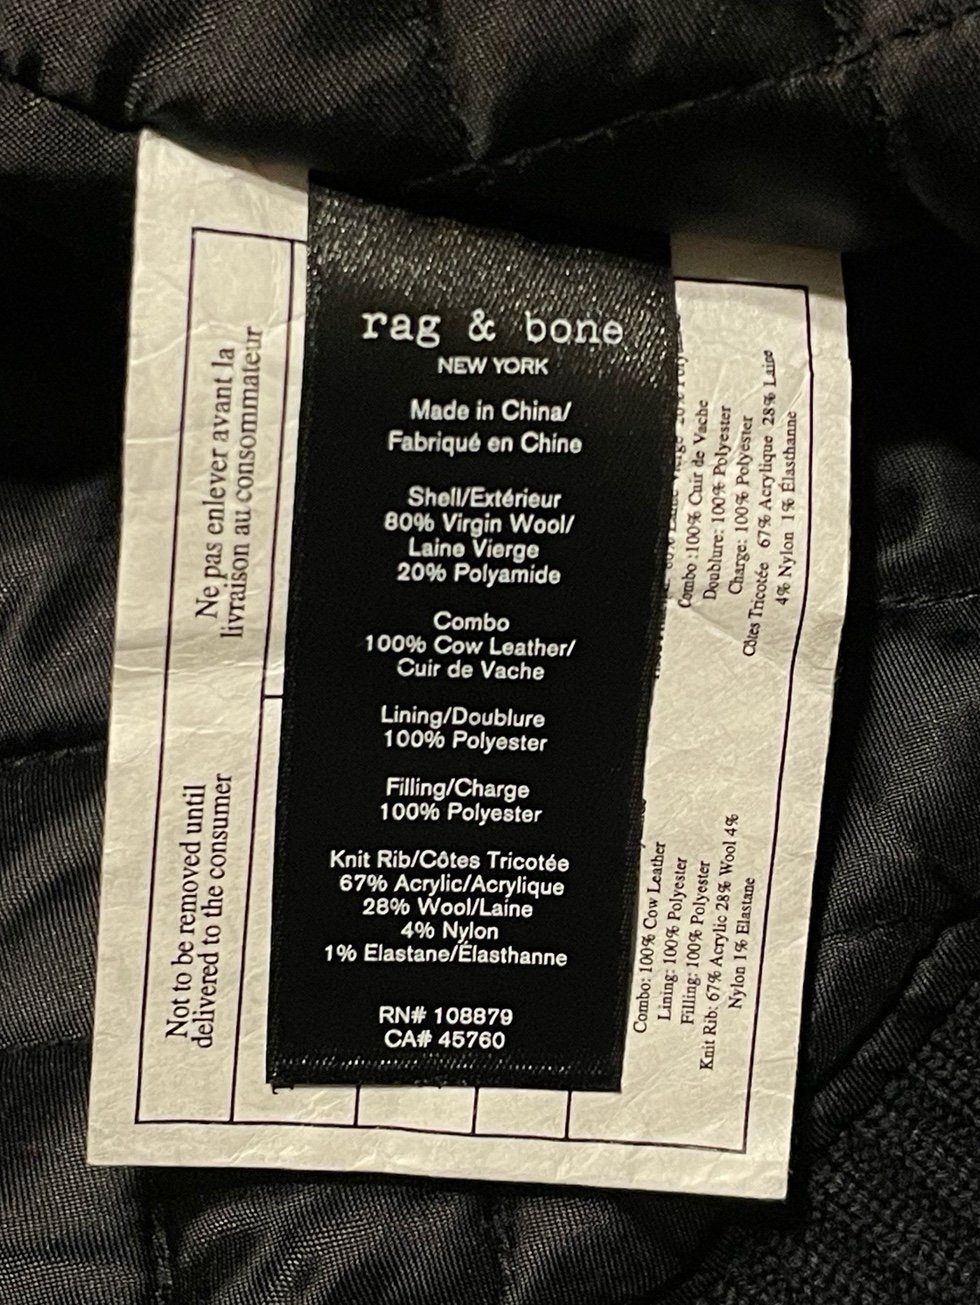 rag & bone
NEW YORK
Made in China/
Fabriqué en Chine
Shell/Extérieur
80% Virgin Wool/
Laine Vierge
20% Polyamide
Combo
100% Cow Leather/
Cuir de Vache
Lining/Doublure
100% Polyester
Filling/Charge
100% Polyester
Knit Rib/Côtes Tricotée
67% Acrylic/Acrylique
28% Wool/Laine
4% Nylon
1% Elastane/Élasthanne
RN# 108879
CA# 45760
Ne pas enlever avant la
livraison au consommateur
Not to be removed until
delivered to the consumer
Combo :100% Cuir de Vache
Doublure: 100% Polyester
Charge: 100% Polyester
Côtes Tricotée 67% Acrylique 28% Laine
4% Nylon 1% Élasthanne
Combo: 100% Cow Leather
Lining: 100% Polyester
Filling: 100% Polyester
Knit Rib: 67% Acrylic 28% Wool 4%
Nylon 1% Elastane